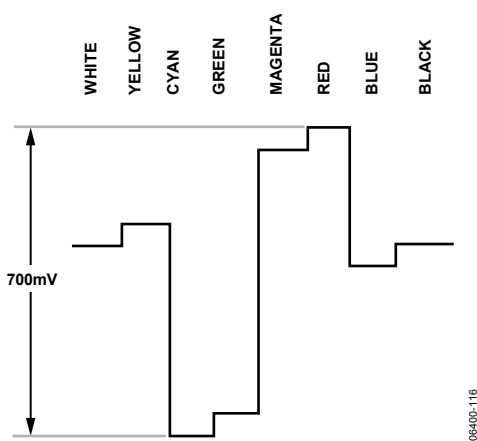 WHITE
YELLOW
CYAN
GREEN
MAGENTA
RED
BLUE
BLACK
700mV
06400-116